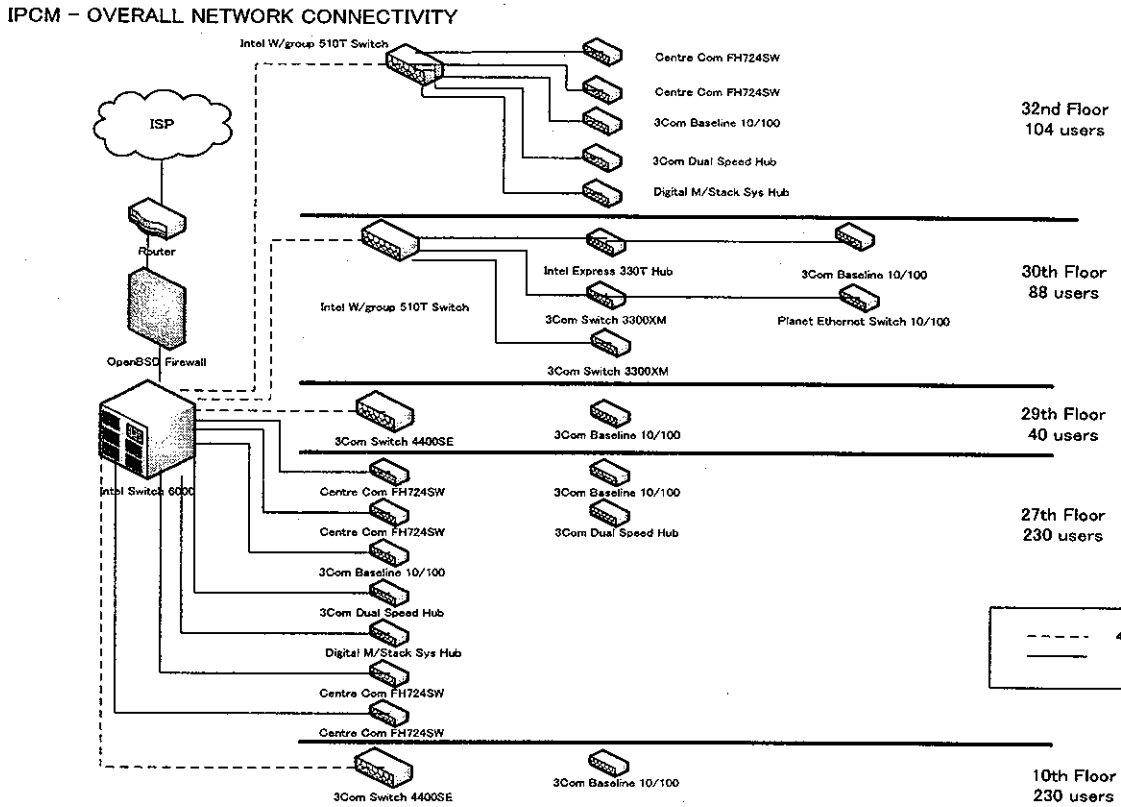 IPCM - OVERALL NETWORK CONNECTIVITY
Intel W/group 510T Switch
Centre Com FH724SW
Centre Com FH724SW
3Com Baseline 10/100
3Com Dual Speed Hub
Digital M/Stack Sys Hub
32nd Floor
104 users
ISP
Router
OpenBSD Firewall
Intel Switch 6000
Intel W/group 510T Switch
Intel Express 330T Hub
3Com Baseline 10/100
3Com Switch 3300XM
Planet Ethernet Switch 10/100
3Com Switch 3300XM
30th Floor
88 users
3Com Switch 4400SE
3Com Baseline 10/100
29th Floor
40 users
Centre Com FH724SW
3Com Baseline 10/100
Centre Com FH724SW
3Com Dual Speed Hub
3Com Baseline 10/100
3Com Dual Speed Hub
Digital M/Stack Sys Hub
Centre Com FH724SW
Centre Com FH724SW
27th Floor
230 users
4
3Com Switch 4400SE
3Com Baseline 10/100
10th Floor
230 users